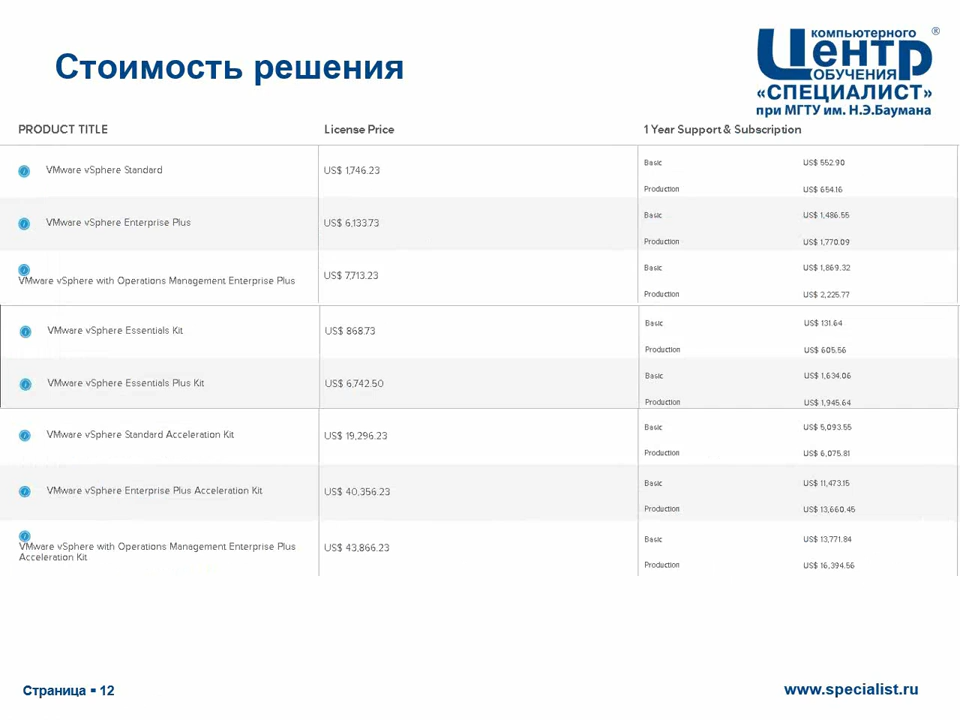 Стоимость решения
компьютерного
Центр
ОБУЧЕНИЯ
«СПЕЦИАЛИСТ»
при МГТУ им. Н.Э.Баумана
®
PRODUCT TITLE License Price 1 Year Support & Subscription
VMware vSphere Standard US$ 1,746.23 Basic US$ 552.90
Production US$ 654.16
VMware vSphere Enterprise Plus US$ 6,133.73 Basic US$ 1,486.55
Production US$ 1,770.09
VMware vSphere with Operations Management Enterprise Plus US$ 7,713.23 Basic US$ 1,869.32
Production US$ 2,225.77
VMware vSphere Essentials Kit US$ 868.73 Basic US$ 131.64
Production US$ 605.56
VMware vSphere Essentials Plus Kit US$ 6,742.50 Basic US$ 1,634.06
Production US$ 1,945.64
VMware vSphere Standard Acceleration Kit US$ 19,296.23 Basic US$ 5,093.55
Production US$ 6,075.81
VMware vSphere Enterprise Plus Acceleration Kit US$ 40,356.23 Basic US$ 11,473.15
Production US$ 13,660.45
VMware vSphere with Operations Management Enterprise Plus
Acceleration Kit US$ 43,866.23 Basic US$ 13,771.84
Production US$ 16,394.56
Страница ▪ 12
www.specialist.ru